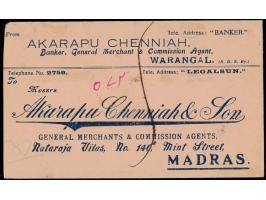 From
Tele. Address: "BANKER."
AKARAPU CHENNIAH,
Banker, General Merchant & Commission Agent,
WARANGAL.
Telephone No. 2759.
Tele. Address: "LEGALSUN."
To
Messrs.
Akarapu Chenniah & Son
GENERAL MERCHANTS & COMMISSION AGENTS,
Nataraja Vilas, No. 140, Mint Street,
MADRAS.